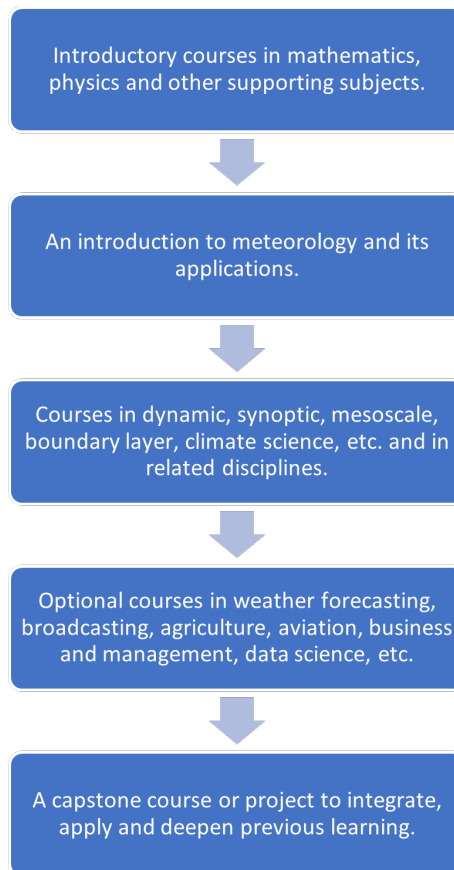 Introductory courses in mathematics,
physics and other supporting subjects.
An introduction to meteorology and its
applications.
Courses in dynamic, synoptic, mesoscale,
boundary layer, climate science, etc. and in
related disciplines.
Optional courses in weather forecasting,
broadcasting, agriculture, aviation, business
and management, data science, etc.
A capstone course or project to integrate,
apply and deepen previous learning.